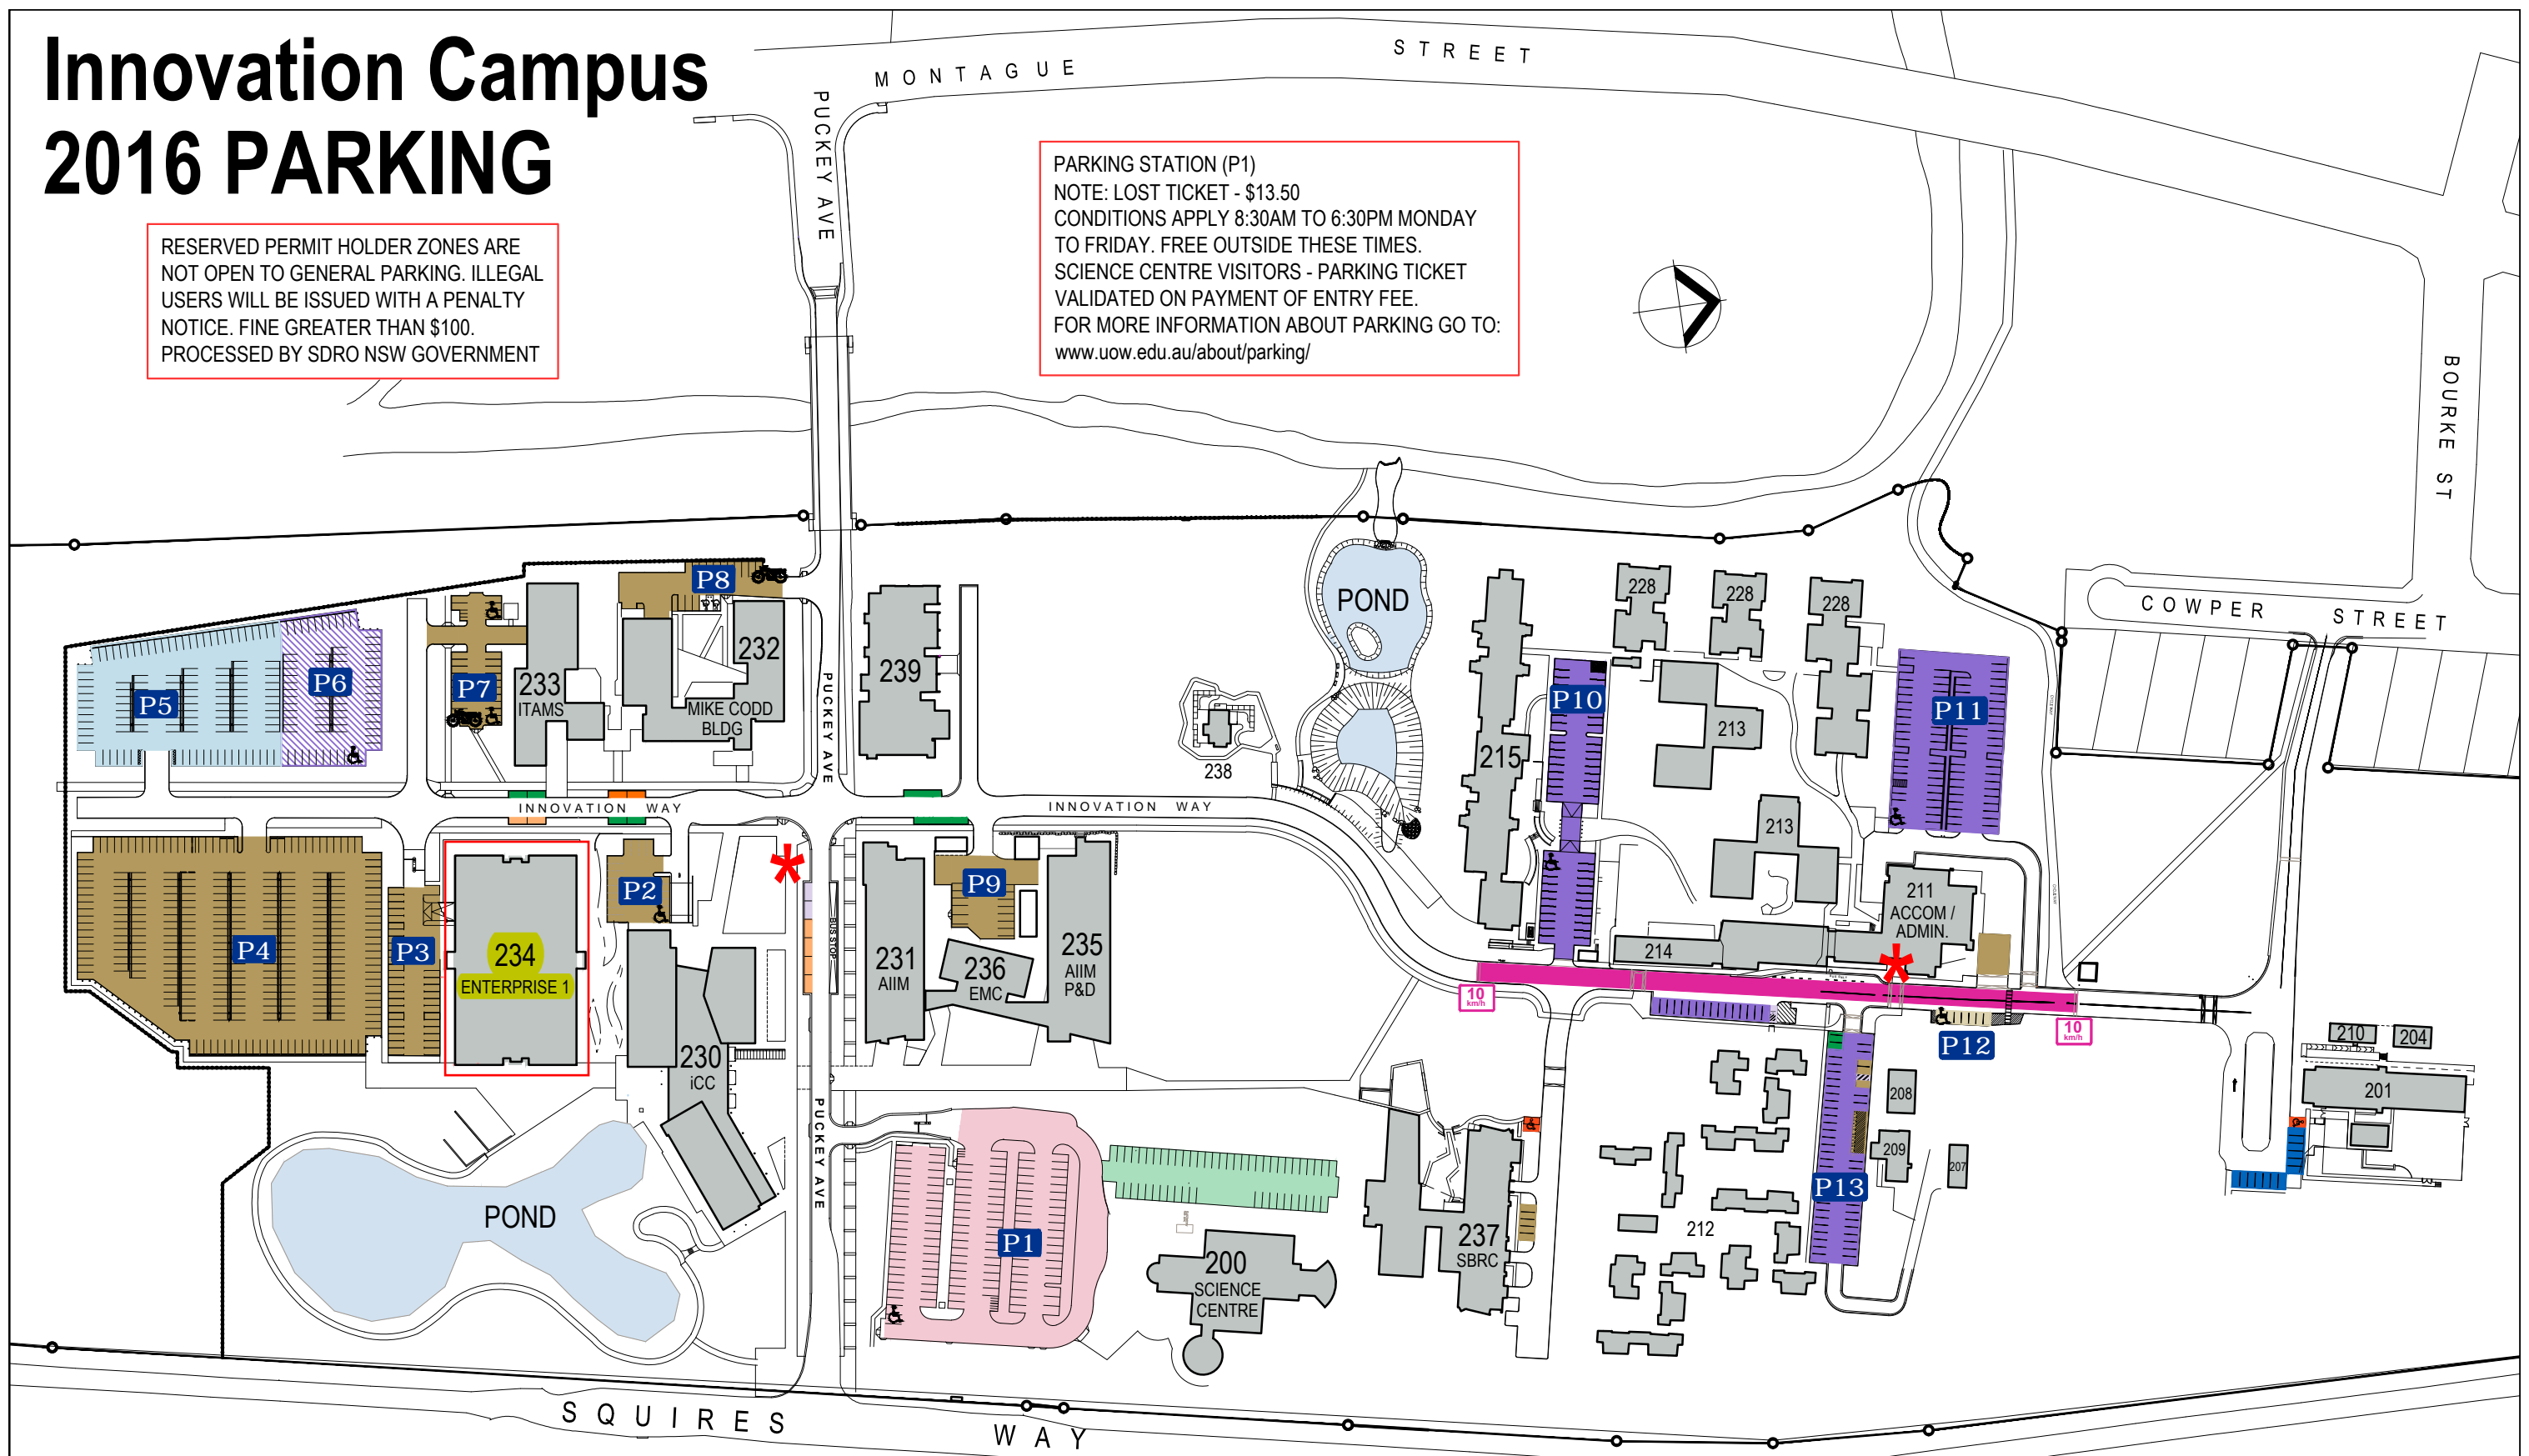 Innovation Campus
2016 PARKING
RESERVED PERMIT HOLDER ZONES ARE
NOT OPEN TO GENERAL PARKING. ILLEGAL
USERS WILL BE ISSUED WITH A PENALTY
NOTICE. FINE GREATER THAN $100.
PROCESSED BY SDRO NSW GOVERNMENT
PARKING STATION (P1)
NOTE: LOST TICKET - $13.50
CONDITIONS APPLY 8:30AM TO 6:30PM MONDAY
TO FRIDAY. FREE OUTSIDE THESE TIMES.
SCIENCE CENTRE VISITORS - PARKING TICKET
VALIDATED ON PAYMENT OF ENTRY FEE.
FOR MORE INFORMATION ABOUT PARKING GO TO:
www.uow.edu.au/about/parking/
MONTAGUE STREET
PUCKEY AVE
BOURKE ST
COWPER STREET
P8
P7
P6
P5
233
ITAMS
232
MIKE CODD
BLDG
PUCKEY AVE
239
238
POND
215
P10
228
228
228
213
213
P11
INNOVATION WAY
INNOVATION WAY
P4
P3
234
ENTERPRISE 1
P2
230
iCC
BUS STOP
231
AIIM
P9
236
EMC
235
AIIM
P&D
214
211
ACCOM /
ADMIN.
10
km/h
10
km/h
P12
210
204
201
208
209
207
P13
212
237
SBRC
200
SCIENCE
CENTRE
P1
PUCKEY AVE
POND
SQUIRES WAY